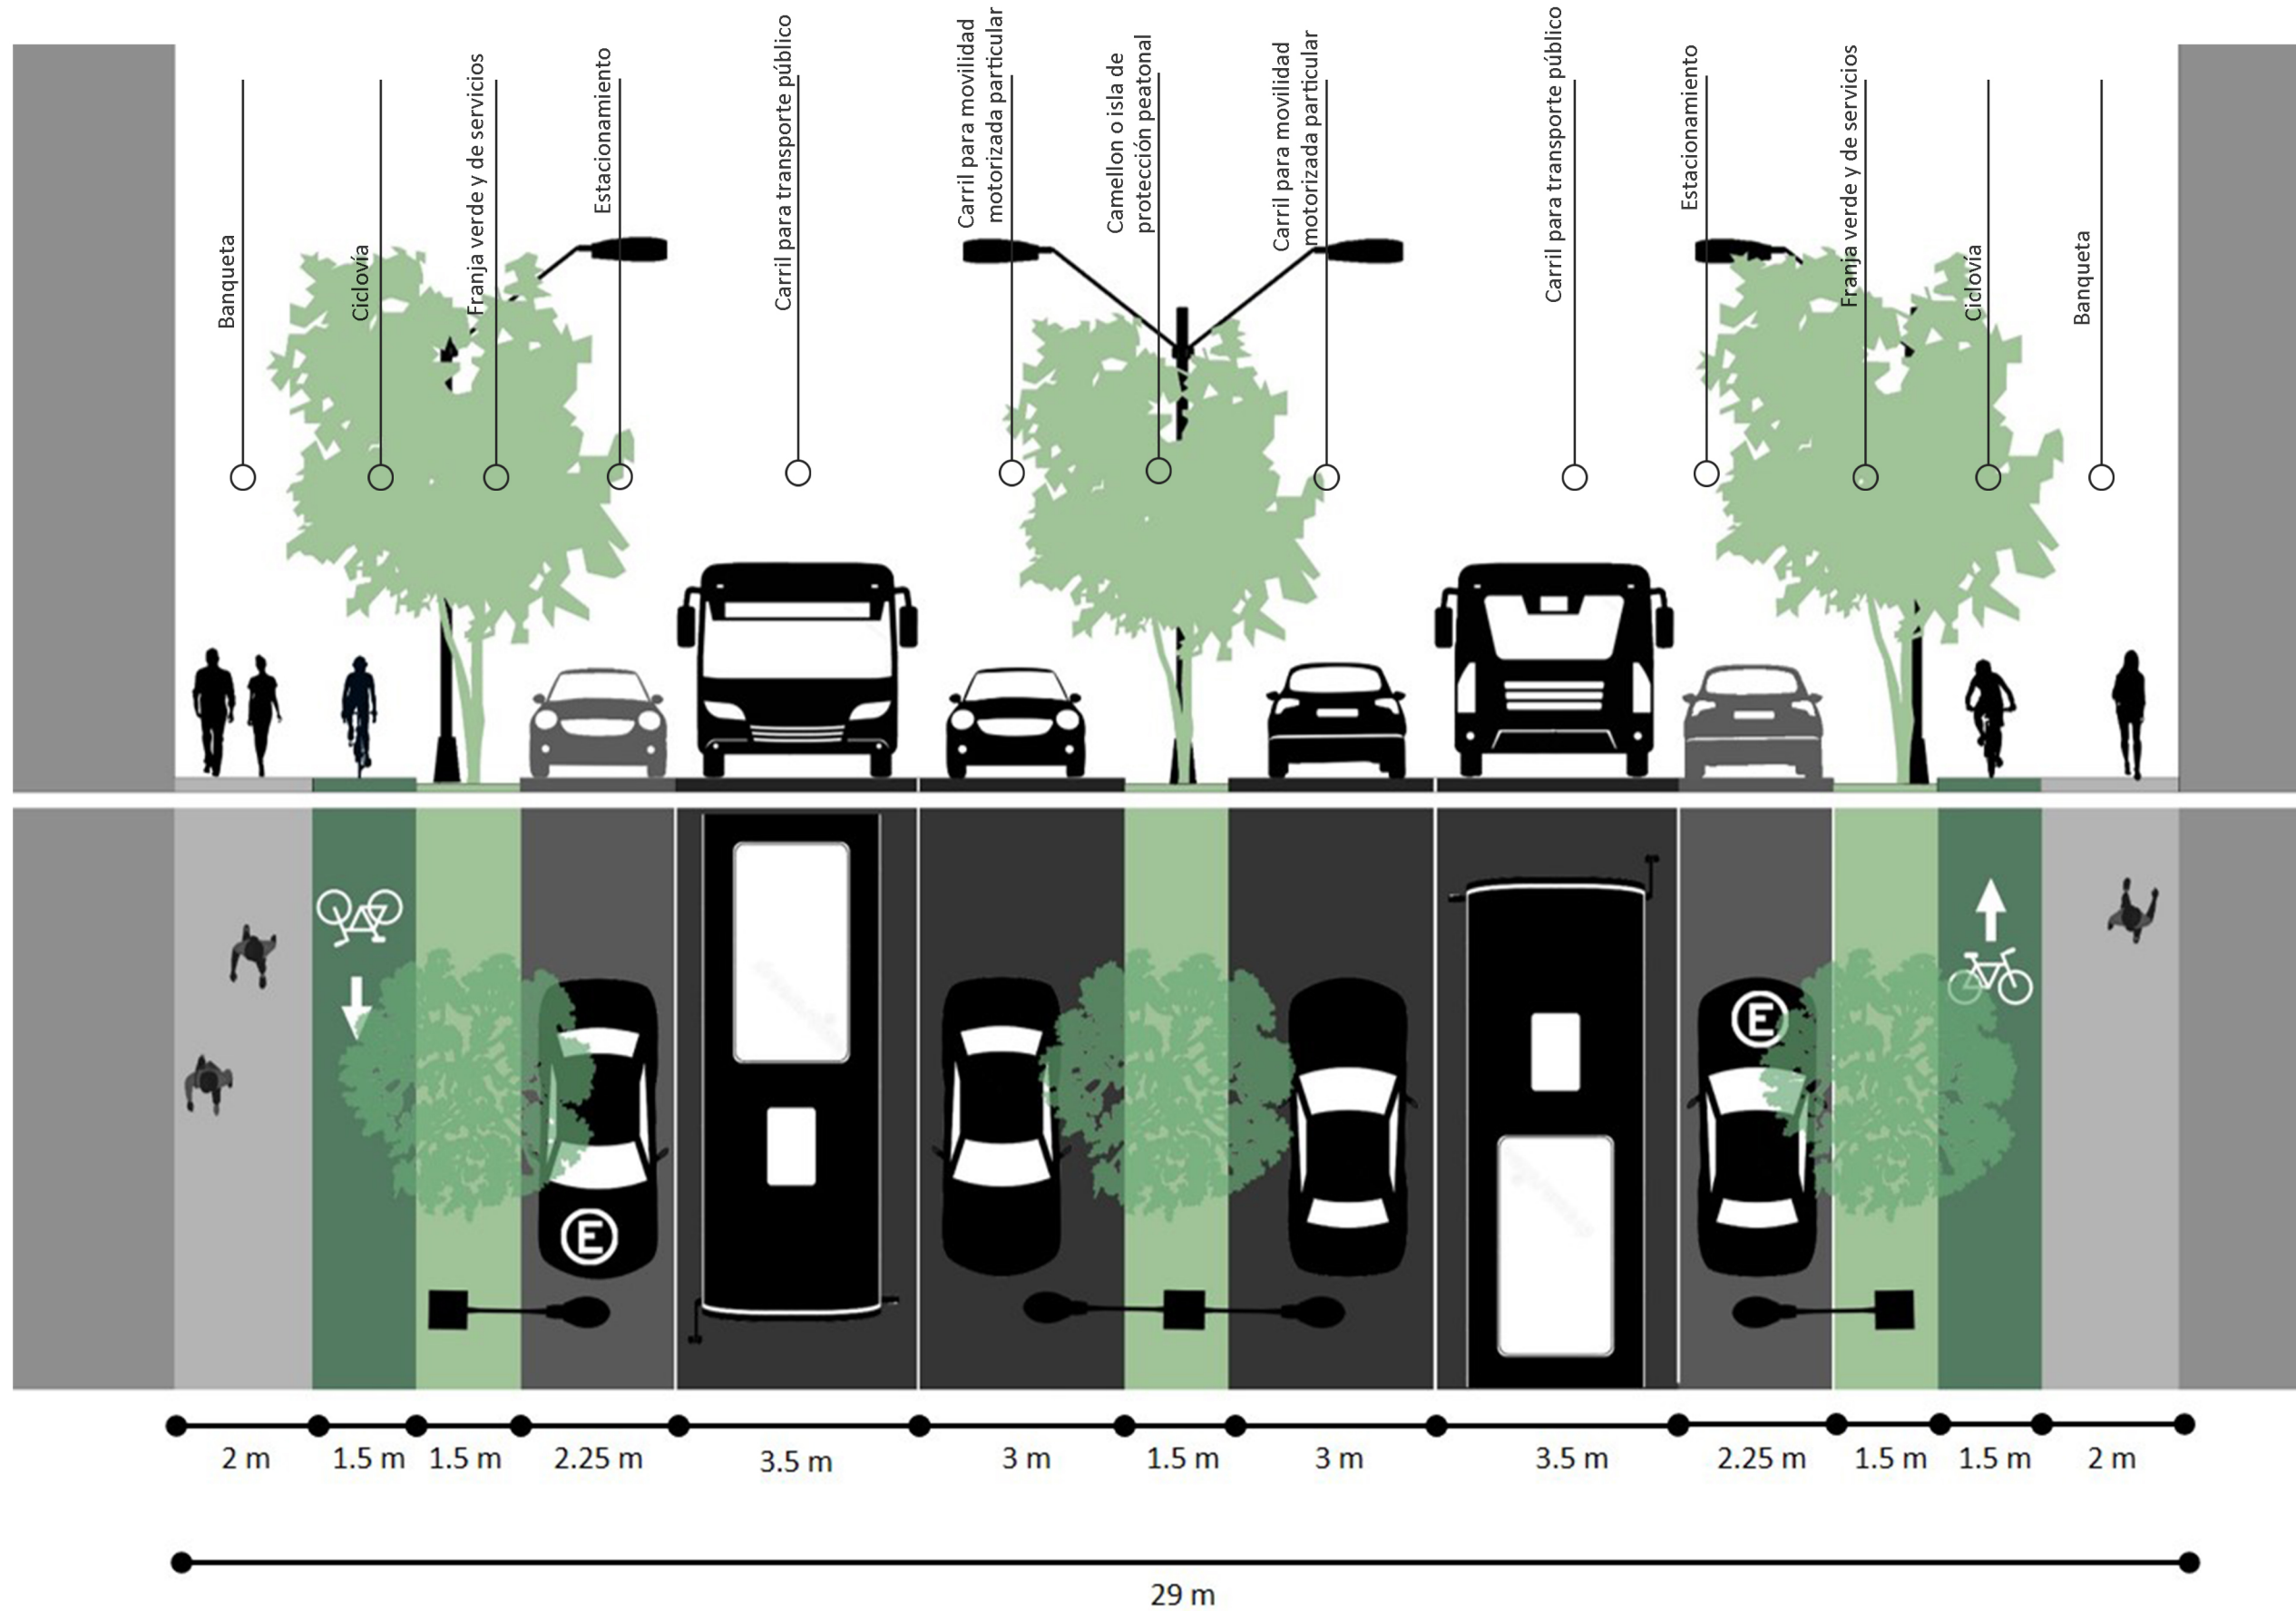 Banqueta
Ciclovía
Franja verde y de servicios
Estacionamiento
Carril para transporte público
Carril para movilidad
motorizada particular
Camellon o isla de
protección peatonal
Carril para movilidad
motorizada particular
Carril para transporte público
Estacionamiento
Franja verde y de servicios
Ciclovía
Banqueta
E
E
2 m
1.5 m
1.5 m
2.25 m
3.5 m
3 m
1.5 m
3 m
3.5 m
2.25 m
1.5 m
1.5 m
2 m
29 m